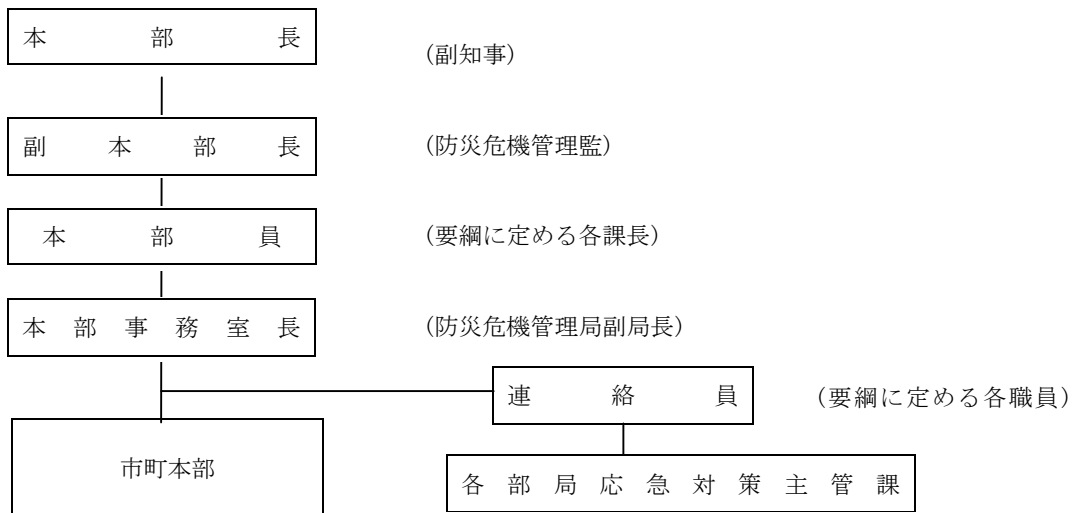 本部長 (副知事)
副本部長 (防災危機管理監)
本部員 (要綱に定める各課長)
本部事務室長 (防災危機管理局副局長)
連絡員 (要綱に定める各職員)
市町本部
各部局応急対策主管課